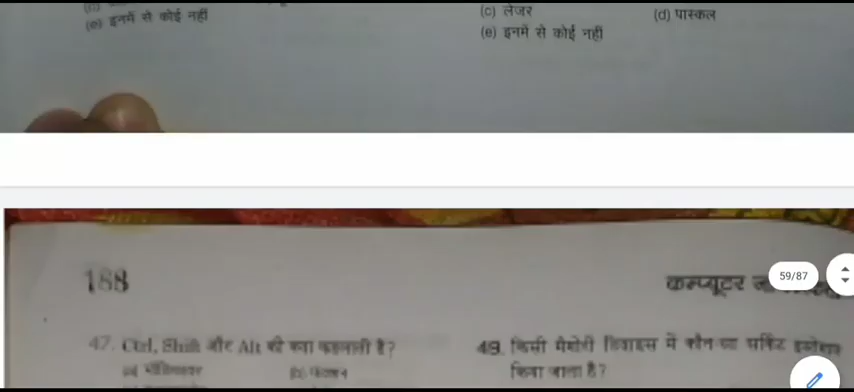 (e) इनमें से कोई नहीं
(c) लेजर
(d) पास्कल
(e) इनमें से कोई नहीं
188
कम्प्यूटर
59/87
47. Ctrl, Shift और Alt की क्या कहलाती है?
49. किसी मैमोरी डिवाइस में कौन-सा सर्किट इस्तेमाल
किया जाता है?